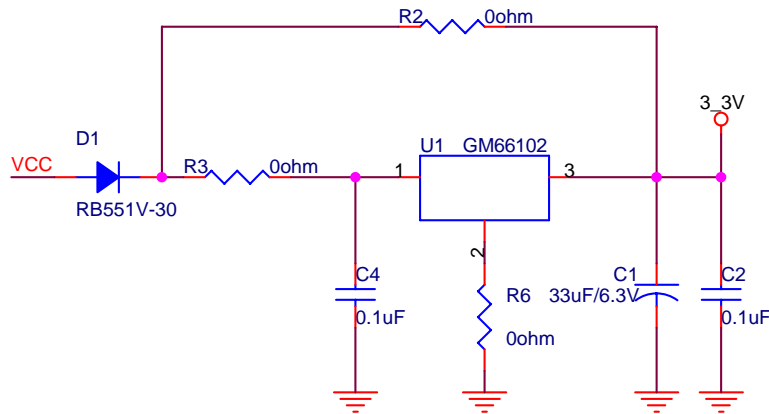 R2 0ohm
3_3V
D1
VCC
RB551V-30
R3 0ohm
U1 GM66102
1
3
2
C4
0.1uF
R6
0ohm
C1
33uF/6.3V
C2
0.1uF